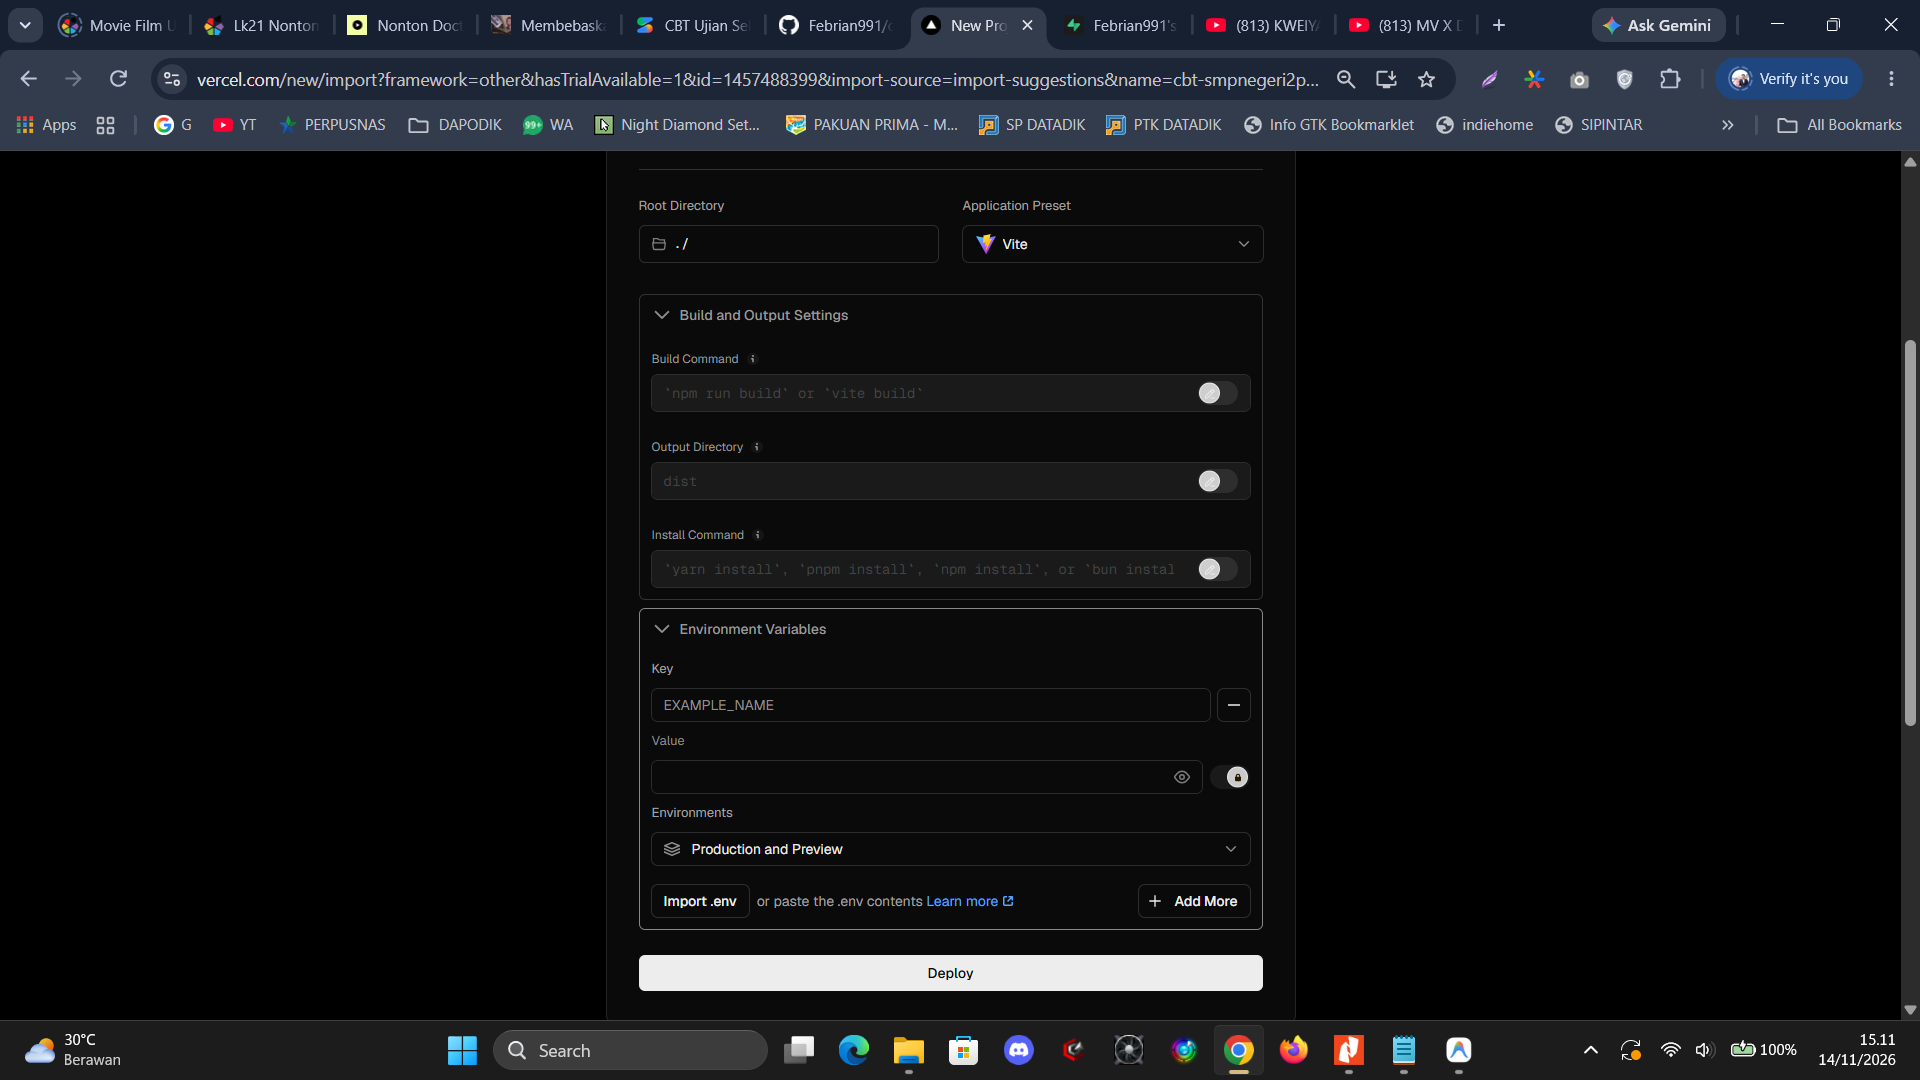 Movie Film U
Lk21 Nonton
Nonton Doct
Membebaska
CBT Ujian Se
Febrian991/c
New Pro
Febrian991's
(813) KWEIYA
(813) MV X D
Ask Gemini
vercel.com/new/import?framework=other&hasTrialAvailable=1&id=1457488399&import-source=import-suggestions&name=cbt-smpnegeri2p...
Verify it's you
Apps
G
YT
PERPUSNAS
DAPODIK
99+
WA
Night Diamond Set...
PAKUAN PRIMA - M...
SP DATADIK
PTK DATADIK
Info GTK Bookmarklet
indiehome
SIPINTAR
All Bookmarks
Root Directory
Application Preset
./
Vite
Build and Output Settings
Build Command
`npm run build` or `vite build`
Output Directory
dist
Install Command
`yarn install`, `pnpm install`, `npm install`, or `bun instal
Environment Variables
Key
EXAMPLE_NAME
Value
Environments
Production and Preview
Import .env or paste the .env contents Learn more
Add More
Deploy
30°C
Berawan
Search
100%
15.11
14/11/2026